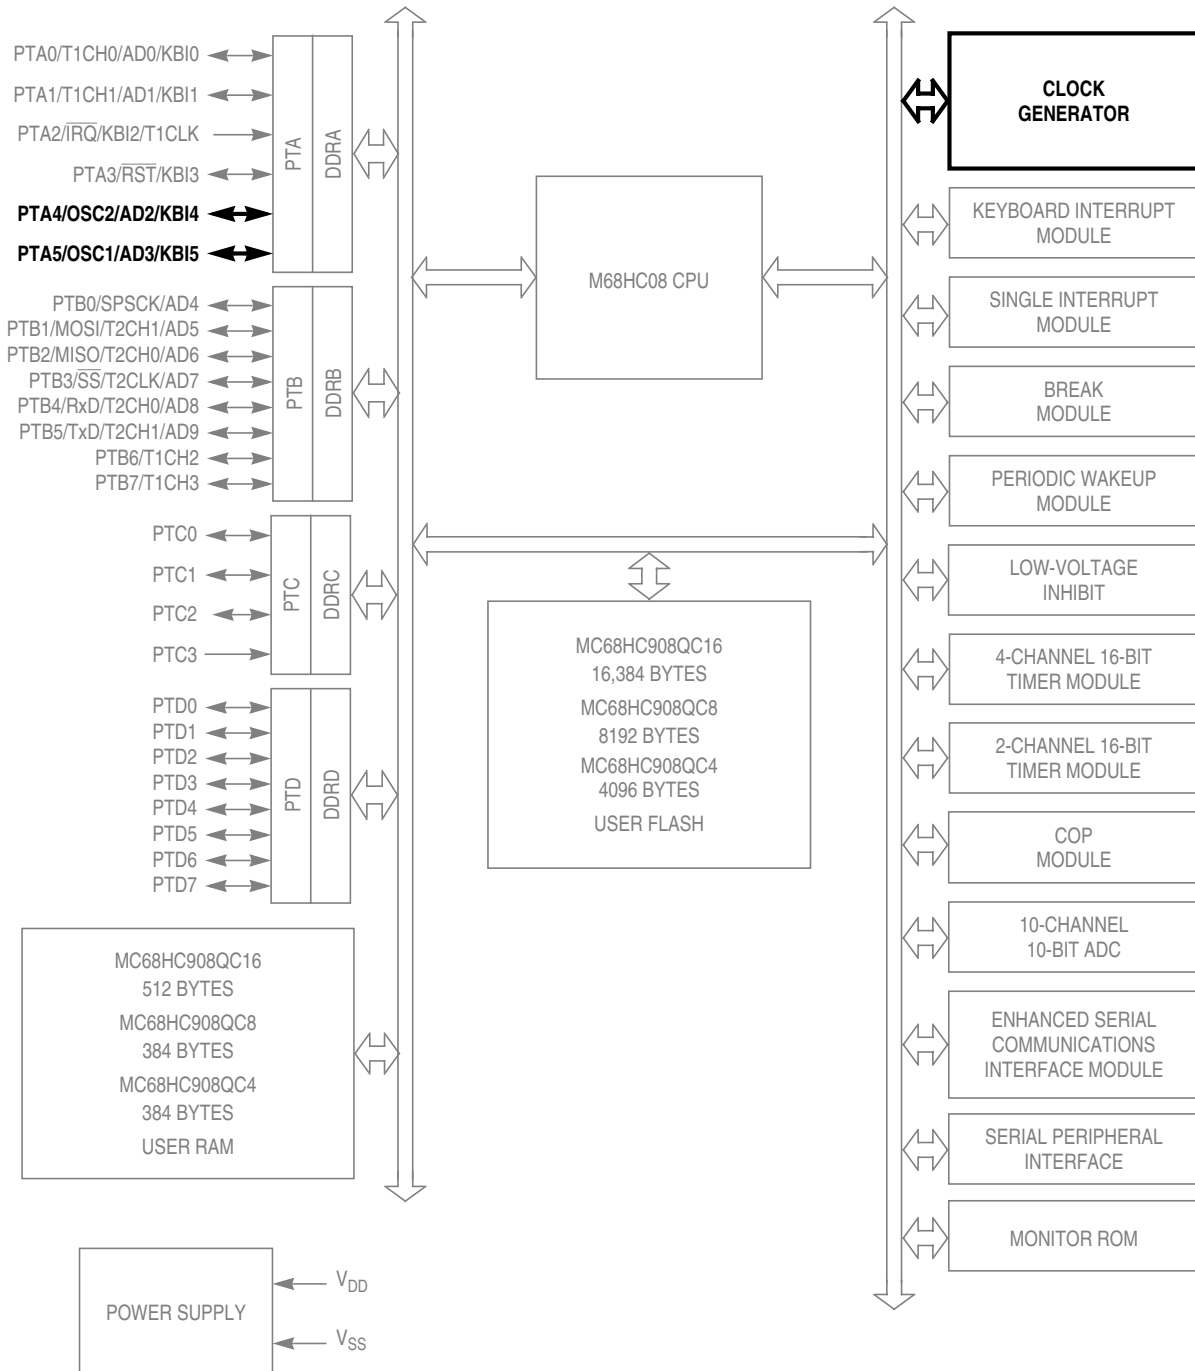 PTA0/T1CH0/AD0/KBI0
PTA1/T1CH1/AD1/KBI1
PTA2/IRQ/KBI2/T1CLK
PTA3/RST/KBI3
PTA4/OSC2/AD2/KBI4
PTA5/OSC1/AD3/KBI5
PTA
DDRA
PTB0/SPSCK/AD4
PTB1/MOSI/T2CH1/AD5
PTB2/MISO/T2CH0/AD6
PTB3/SS/T2CLK/AD7
PTB4/RxD/T2CH0/AD8
PTB5/TxD/T2CH1/AD9
PTB6/T1CH2
PTB7/T1CH3
PTB
DDRB
PTC0
PTC1
PTC2
PTC3
PTC
DDRC
PTD0
PTD1
PTD2
PTD3
PTD4
PTD5
PTD6
PTD7
PTD
DDRD
MC68HC908QC16
512 BYTES
MC68HC908QC8
384 BYTES
MC68HC908QC4
384 BYTES
USER RAM
POWER SUPPLY
VDD
VSS
M68HC08 CPU
MC68HC908QC16
16,384 BYTES
MC68HC908QC8
8192 BYTES
MC68HC908QC4
4096 BYTES
USER FLASH
CLOCK
GENERATOR
KEYBOARD INTERRUPT
MODULE
SINGLE INTERRUPT
MODULE
BREAK
MODULE
PERIODIC WAKEUP
MODULE
LOW-VOLTAGE
INHIBIT
4-CHANNEL 16-BIT
TIMER MODULE
2-CHANNEL 16-BIT
TIMER MODULE
COP
MODULE
10-CHANNEL
10-BIT ADC
ENHANCED SERIAL
COMMUNICATIONS
INTERFACE MODULE
SERIAL PERIPHERAL
INTERFACE
MONITOR ROM